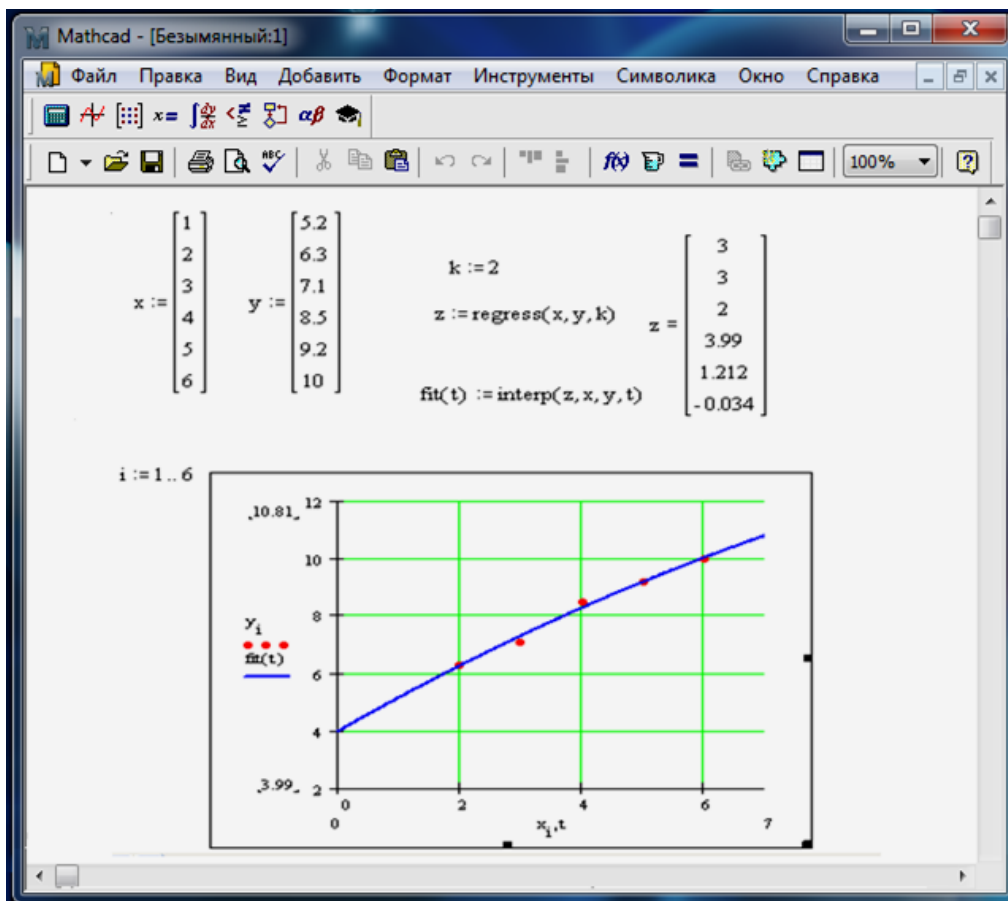 Mathcad - [Безымянный:1]
Файл Правка Вид Добавить Формат Инструменты Символика Окно Справка
x= αβ
ABC f(x) = 100%
x := [1 2 3 4 5 6]
y := [5.2 6.3 7.1 8.5 9.2 10]
k := 2
z := regress(x, y, k)
fit(t) := interp(z, x, y, t)
z = [3 3 2 3.99 1.212 -0.034]
i := 1 .. 6
10.81
12
10
8
6
4
2
y_i
fit(t)
3.99
0 2 4 6
0 x_i,t 7